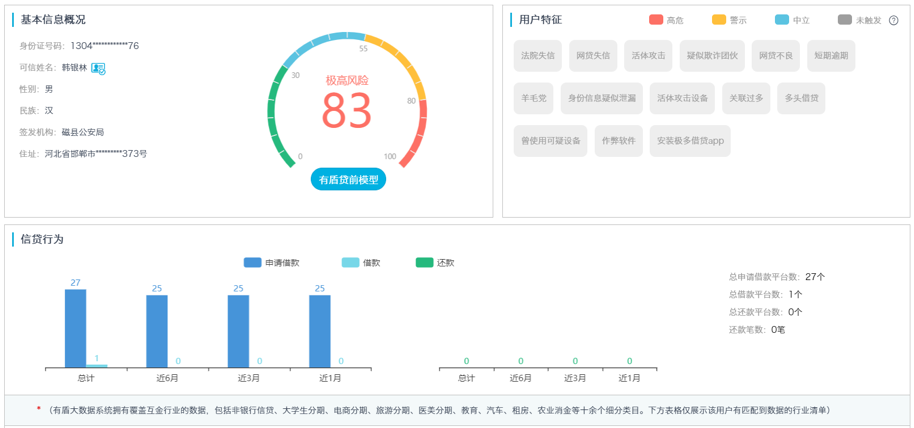 基本信息概况
身份证号码：1304************76
可信姓名：韩银林
性别：男
民族：汉
签发机构：磁县公安局
住址：河北省邯郸市*********373号
0
30
55
80
100
极高风险
83
有盾贷前模型
用户特征
高危
警示
中立
未触发
?
法院失信
网贷失信
活体攻击
疑似欺诈团伙
网贷不良
短期逾期
羊毛党
身份信息疑似泄漏
活体攻击设备
关联过多
多头借贷
曾使用可疑设备
作弊软件
安装极多借贷app
信贷行为
申请借款
借款
还款
27
1
25
0
25
0
25
0
总计
近6月
近3月
近1月
0
0
0
0
总计
近6月
近3月
近1月
总申请借款平台数：27个
总借款平台数：1个
总还款平台数：0个
还款笔数：0笔
*（有盾大数据系统拥有覆盖互金行业的数据，包括非银行信贷、大学生分期、电商分期、旅游分期、医美分期、教育、汽车、租房、农业消金等十余个细分类目。下方表格仅展示该用户有匹配到数据的行业清单）